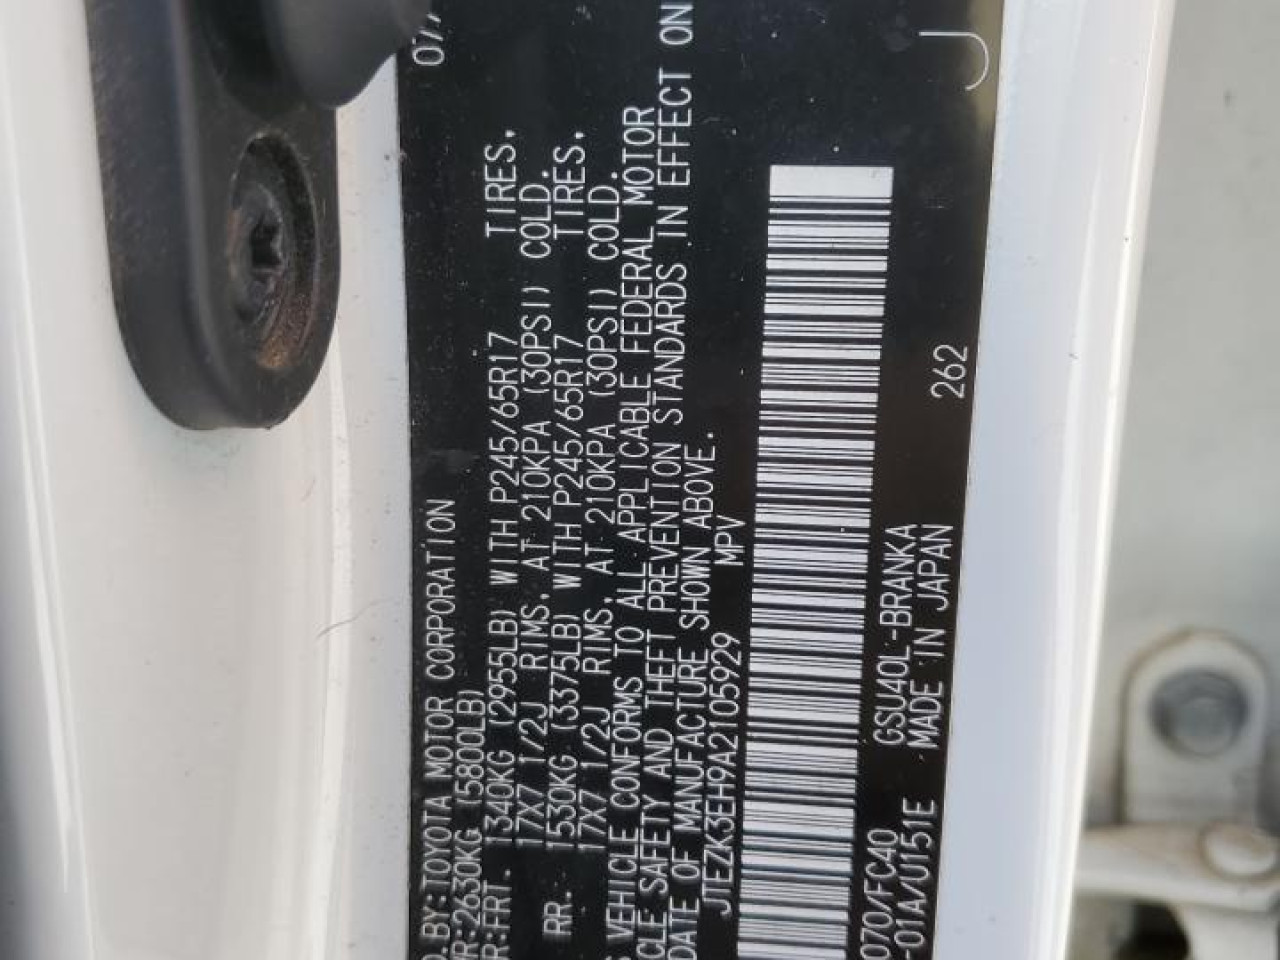 07/
D.BY:TOYOTA MOTOR CORPORATION
WR:2630KG (5800LB)
R:FR. 1340KG (2955LB) WITH P245/65R17 TIRES,
17X7 1/2J RIMS, AT 210KPA (30PSI) COLD.
RR. 1530KG (3375LB) WITH P245/65R17 TIRES,
17X7 1/2J RIMS, AT 210KPA (30PSI) COLD.
S VEHICLE CONFORMS TO ALL APPLICABLE FEDERAL MOTOR
CLE SAFETY AND THEFT PREVENTION STANDARDS IN EFFECT ON
DATE OF MANUFACTURE SHOWN ABOVE.
JTEZK3EH9A2105929 MPV
070/FC40 GSU40L-BRANKA
-01A/U151E MADE IN JAPAN 262